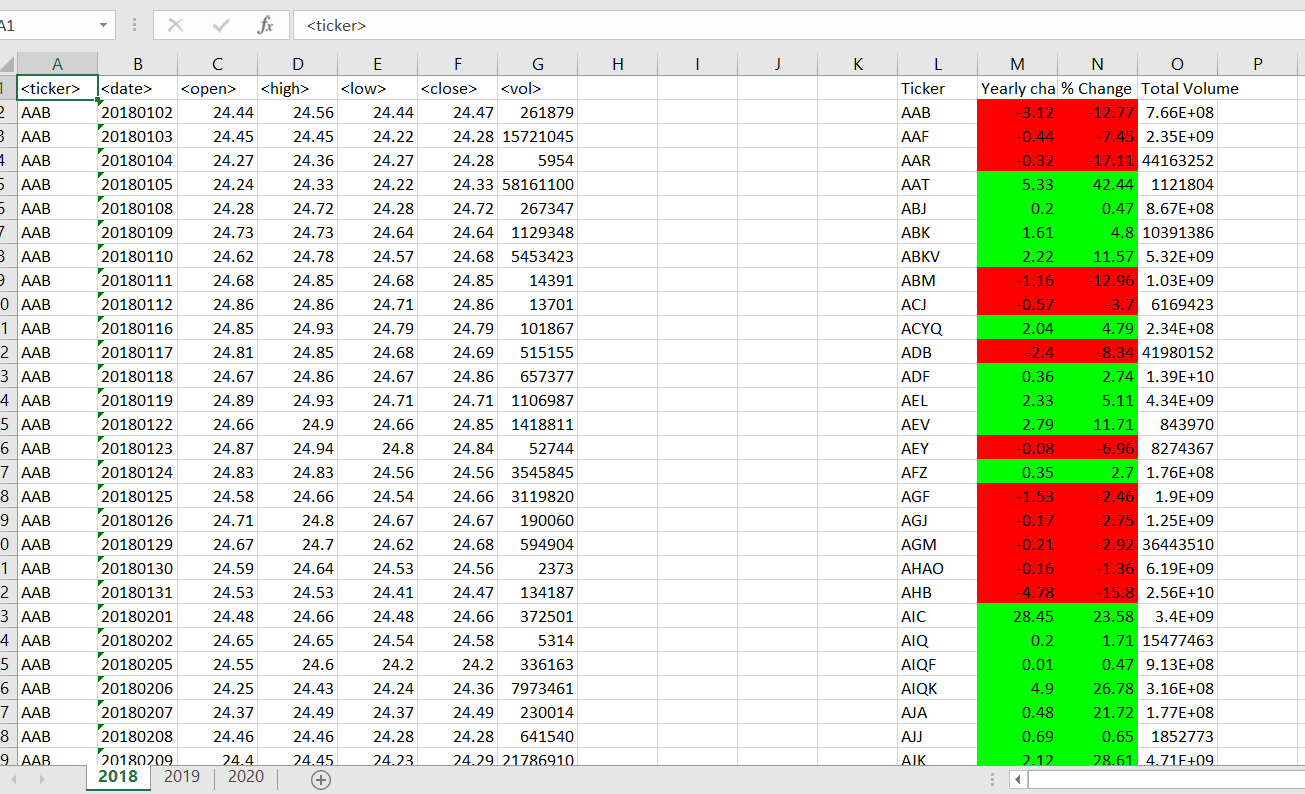 A1 fx <ticker>
A B C D E F G H I J K L M N O P
1 <ticker> <date> <open> <high> <low> <close> <vol> Ticker Yearly cha % Change Total Volume
2 AAB 20180102 24.44 24.56 24.44 24.47 261879 AAB -3.12 -12.77 7.66E+08
3 AAB 20180103 24.45 24.45 24.22 24.28 15721045 AAF -0.44 -7.45 2.35E+09
4 AAB 20180104 24.27 24.36 24.27 24.28 5954 AAR -0.32 -17.11 44163252
5 AAB 20180105 24.24 24.33 24.22 24.33 58161100 AAT 5.33 42.44 1121804
6 AAB 20180108 24.28 24.72 24.28 24.72 267347 ABJ 0.2 0.47 8.67E+08
7 AAB 20180109 24.73 24.73 24.64 24.64 1129348 ABK 1.61 4.8 10391386
8 AAB 20180110 24.62 24.78 24.57 24.68 5453423 ABKV 2.22 11.57 5.32E+09
9 AAB 20180111 24.68 24.85 24.68 24.85 14391 ABM -1.16 -12.96 1.03E+09
0 AAB 20180112 24.86 24.86 24.71 24.86 13701 ACJ -0.57 -3.7 6169423
1 AAB 20180116 24.85 24.93 24.79 24.79 101867 ACYQ 2.04 4.79 2.34E+08
2 AAB 20180117 24.81 24.85 24.68 24.69 515155 ADB -2.4 -8.34 41980152
3 AAB 20180118 24.67 24.86 24.67 24.86 657377 ADF 0.36 2.74 1.39E+10
4 AAB 20180119 24.89 24.93 24.71 24.71 1106987 AEL 2.33 5.11 4.34E+09
5 AAB 20180122 24.66 24.9 24.66 24.85 1418811 AEV 2.79 11.71 843970
6 AAB 20180123 24.87 24.94 24.8 24.84 52744 AEY -0.08 -6.96 8274367
7 AAB 20180124 24.83 24.83 24.56 24.56 3545845 AFZ 0.35 2.7 1.76E+08
8 AAB 20180125 24.58 24.66 24.54 24.66 3119820 AGF -1.53 -2.46 1.9E+09
9 AAB 20180126 24.71 24.8 24.67 24.67 190060 AGJ -0.17 -2.75 1.25E+09
0 AAB 20180129 24.67 24.7 24.62 24.68 594904 AGM -0.21 -2.92 36443510
1 AAB 20180130 24.59 24.64 24.53 24.56 2373 AHAO -0.16 -1.36 6.19E+09
2 AAB 20180131 24.53 24.53 24.41 24.47 134187 AHB -4.78 -15.8 2.56E+10
3 AAB 20180201 24.48 24.66 24.48 24.66 372501 AIC 28.45 23.58 3.4E+09
4 AAB 20180202 24.65 24.65 24.54 24.58 5314 AIQ 0.2 1.71 15477463
5 AAB 20180205 24.55 24.6 24.2 24.2 336163 AIQF 0.01 0.47 9.13E+08
6 AAB 20180206 24.25 24.43 24.24 24.36 7973461 AIQK 4.9 26.78 3.16E+08
7 AAB 20180207 24.37 24.49 24.37 24.49 230014 AJA 0.48 21.72 1.77E+08
8 AAB 20180208 24.46 24.46 24.28 24.28 641540 AJJ 0.69 0.65 1852773
9 AAB 20180209 24.4 24.45 24.23 24.29 21786910 AJK 2.12 28.61 4.71E+09
2018 2019 2020